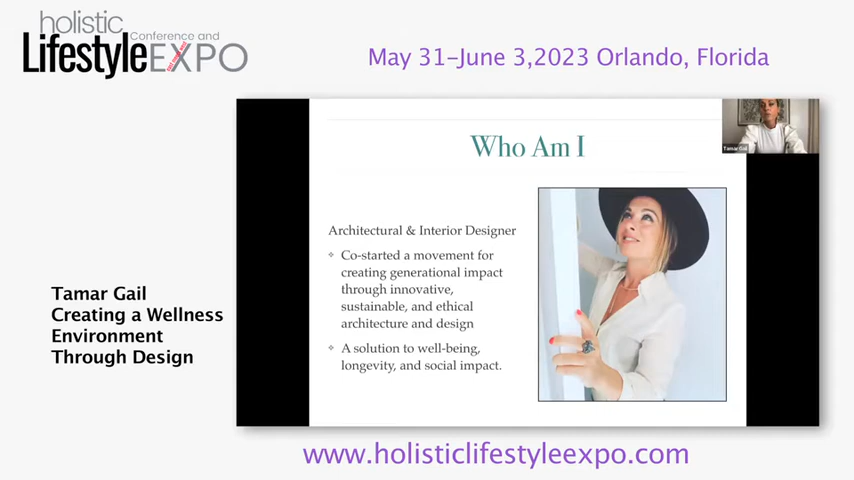 holistic
Conference and
LifestyleEXPO
May 31-June 3,2023 Orlando, Florida
Tamar Gail
Who Am I
Architectural & Interior Designer
Co-started a movement for
creating generational impact
through innovative,
sustainable, and ethical
architecture and design
A solution to well-being,
longevity, and social impact.
Tamar Gail
Creating a Wellness
Environment
Through Design
www.holisticlifestyleexpo.com